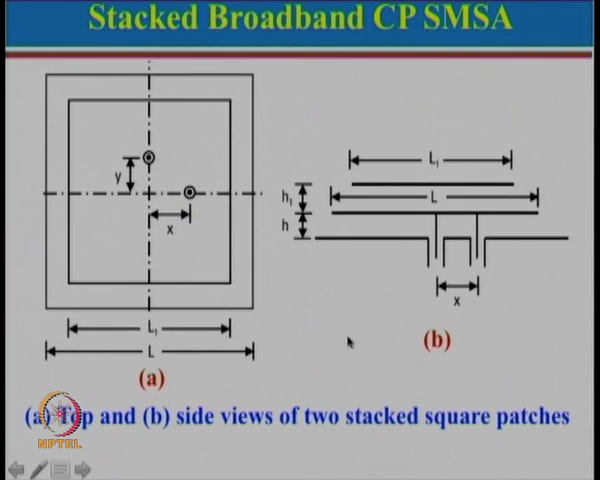 Stacked Broadband CP SMSA
y
x
L₁
L
(a)
L₁
L
h₁
h
x
(b)
(a) Top and (b) side views of two stacked square patches
NPTEL